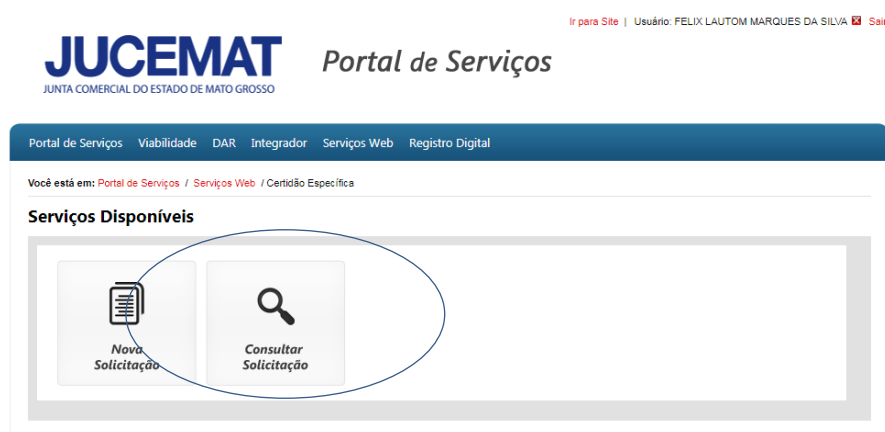 Ir para Site | Usuário: FELIX LAUTOM MARQUES DA SILVA Sair
JUCEMAT
JUNTA COMERCIAL DO ESTADO DE MATO GROSSO
Portal de Serviços
Portal de Serviços Viabilidade DAR Integrador Serviços Web Registro Digital
Você está em: Portal de Serviços / Serviços Web / Certidão Específica
Serviços Disponíveis
Nova
Solicitação
Consultar
Solicitação